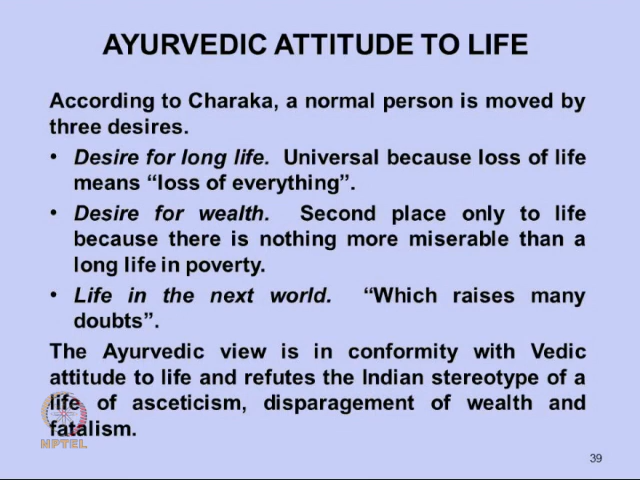 AYURVEDIC ATTITUDE TO LIFE
According to Charaka, a normal person is moved by
three desires.
• Desire for long life. Universal because loss of life
means “loss of everything”.
• Desire for wealth. Second place only to life
because there is nothing more miserable than a
long life in poverty.
• Life in the next world. “Which raises many
doubts”.
The Ayurvedic view is in conformity with Vedic
attitude to life and refutes the Indian stereotype of a
life of asceticism, disparagement of wealth and
fatalism.
NPTEL
39